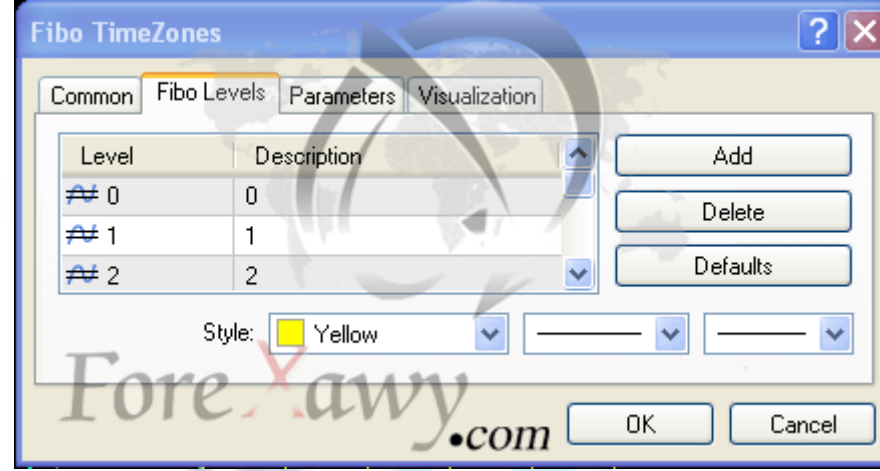 Fibo TimeZones
Common Fibo Levels Parameters Visualization
Level Description
0 0
1 1
2 2
Add
Delete
Defaults
Style: Yellow
ForeXawy
.com
OK Cancel